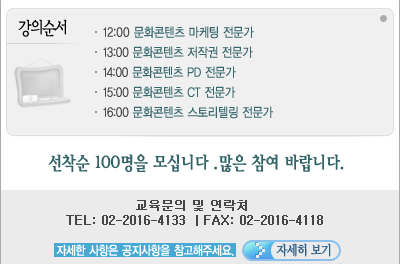 강의순서
· 12:00 문화콘텐츠 마케팅 전문가
· 13:00 문화콘텐츠 저작권 전문가
· 14:00 문화콘텐츠 PD 전문가
· 15:00 문화콘텐츠 CT 전문가
· 16:00 문화콘텐츠 스토리텔링 전문가
선착순 100명을 모십니다 .많은 참여 바랍니다.
교육문의 및 연락처
TEL: 02-2016-4133 | FAX: 02-2016-4118
자세한 사항은 공지사항을 참고해주세요. 자세히 보기